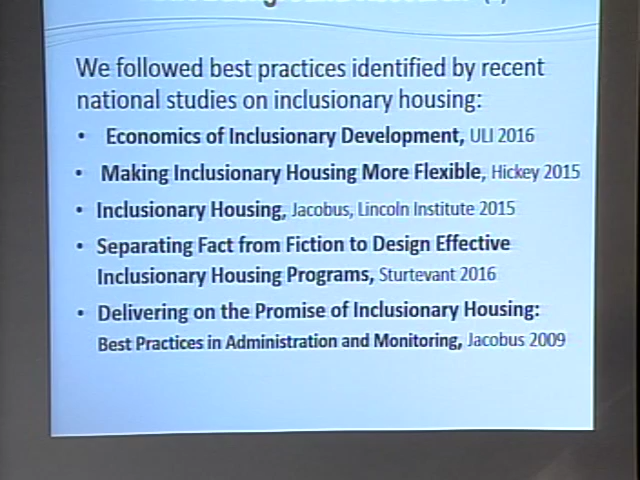 We followed best practices identified by recent
national studies on inclusionary housing:
• Economics of Inclusionary Development, ULI 2016
• Making Inclusionary Housing More Flexible, Hickey 2015
• Inclusionary Housing, Jacobus, Lincoln Institute 2015
• Separating Fact from Fiction to Design Effective
Inclusionary Housing Programs, Sturtevant 2016
• Delivering on the Promise of Inclusionary Housing:
Best Practices in Administration and Monitoring, Jacobus 2009